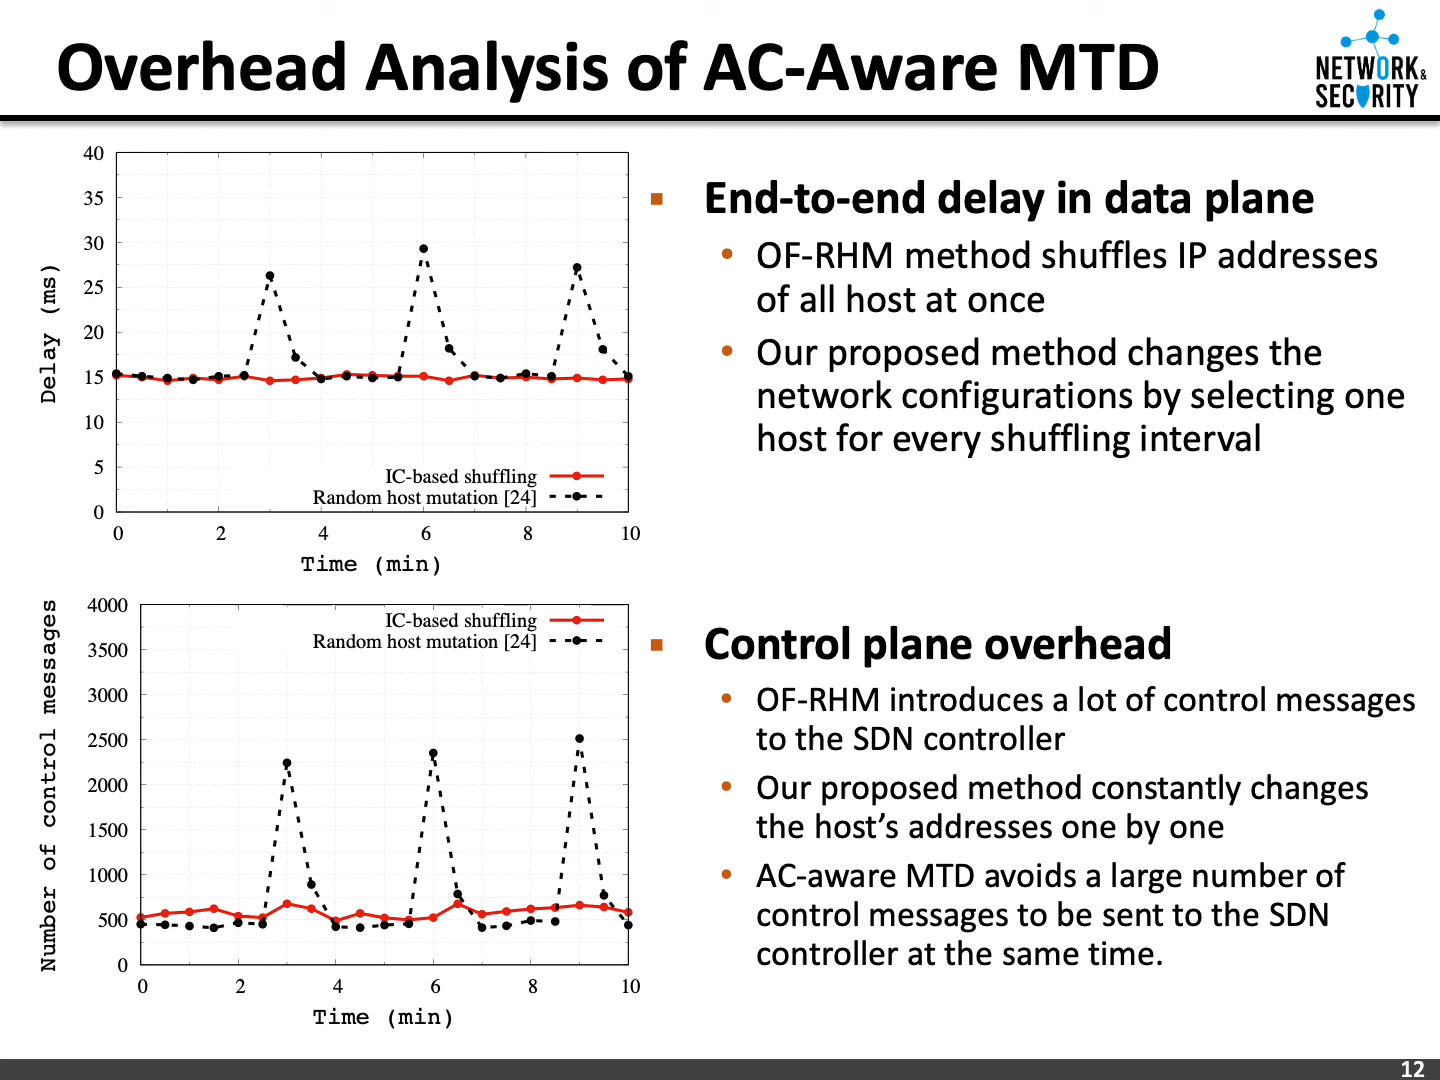 Overhead Analysis of AC-Aware MTD
NETWORK&
SECURITY
40
35
30
25
20
15
10
5
0
Delay (ms)
IC-based shuffling
Random host mutation [24]
0 2 4 6 8 10
Time (min)
End-to-end delay in data plane
OF-RHM method shuffles IP addresses
of all host at once
Our proposed method changes the
network configurations by selecting one
host for every shuffling interval
4000
3500
3000
2500
2000
1500
1000
500
0
Number of control messages
IC-based shuffling
Random host mutation [24]
0 2 4 6 8 10
Time (min)
Control plane overhead
OF-RHM introduces a lot of control messages
to the SDN controller
Our proposed method constantly changes
the host’s addresses one by one
AC-aware MTD avoids a large number of
control messages to be sent to the SDN
controller at the same time.
12